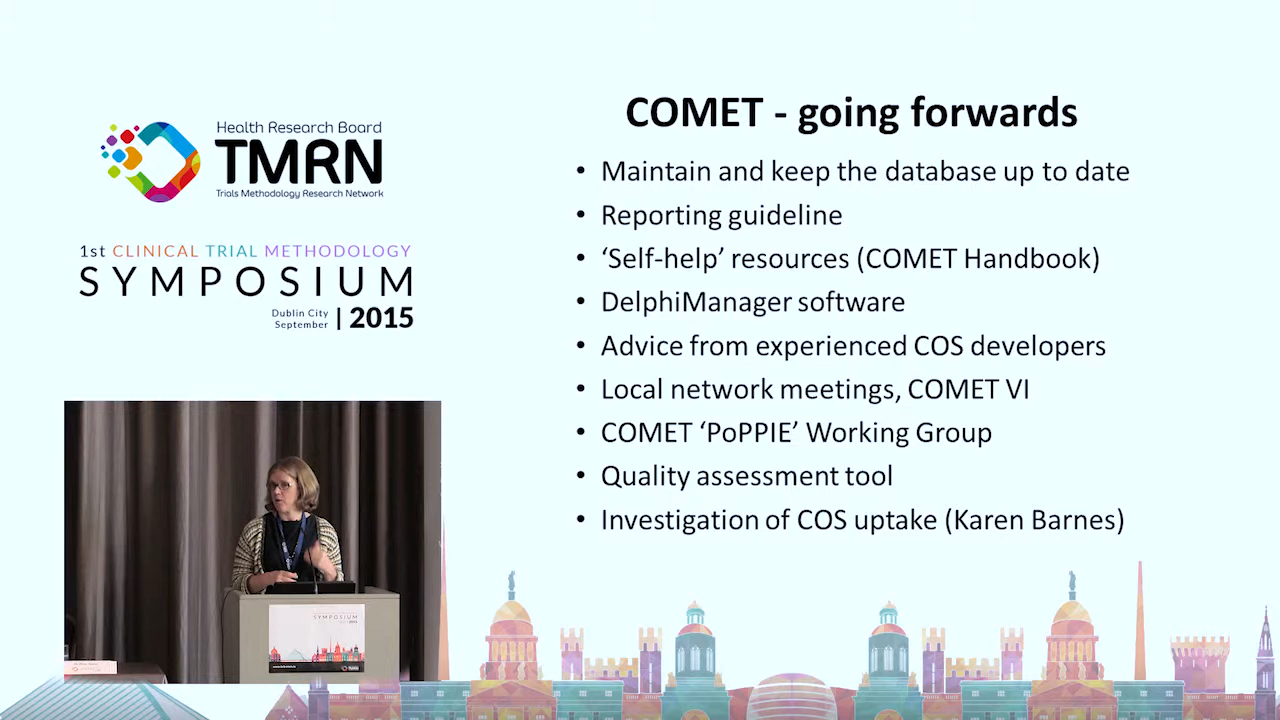 Health Research Board
TMRN
Trials Methodology Research Network
1st CLINICAL TRIAL METHODOLOGY
SYMPOSIUM
Dublin City
September | 2015
COMET - going forwards
• Maintain and keep the database up to date
• Reporting guideline
• ‘Self-help’ resources (COMET Handbook)
• DelphiManager software
• Advice from experienced COS developers
• Local network meetings, COMET VI
• COMET ‘PoPPIE’ Working Group
• Quality assessment tool
• Investigation of COS uptake (Karen Barnes)
SYMPOSIUM
TMRN